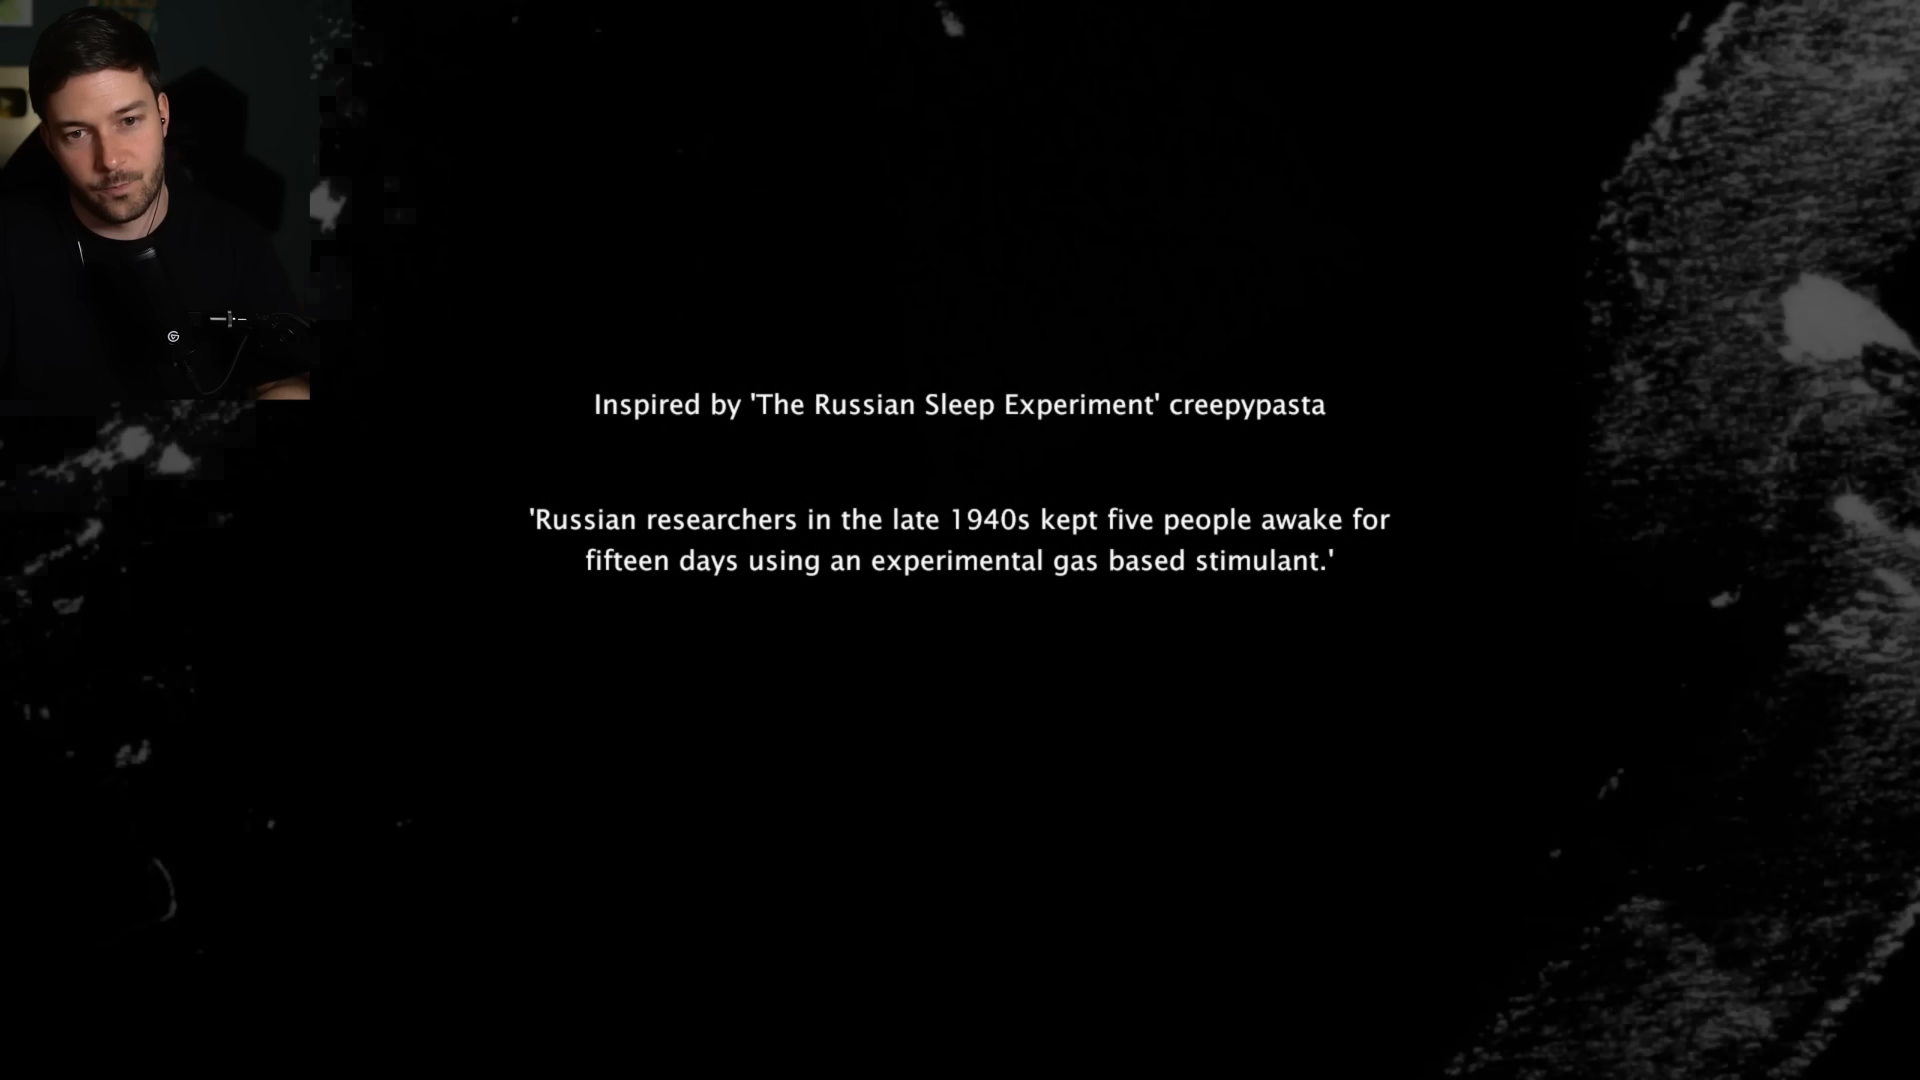 Inspired by 'The Russian Sleep Experiment' creepypasta
'Russian researchers in the late 1940s kept five people awake for
fifteen days using an experimental gas based stimulant.'